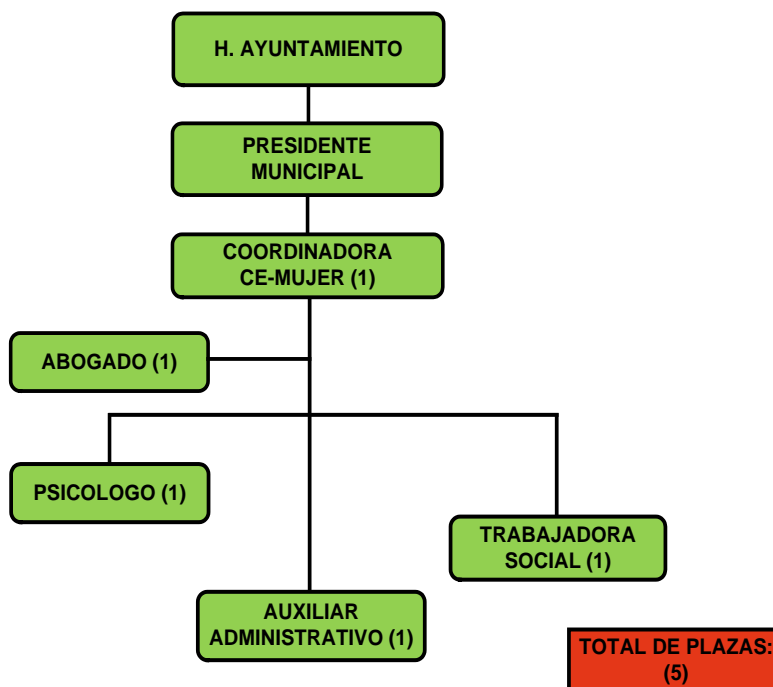 H. AYUNTAMIENTO
PRESIDENTE
MUNICIPAL
COORDINADORA
CE-MUJER (1)
ABOGADO (1)
PSICOLOGO (1)
TRABAJADORA
SOCIAL (1)
AUXILIAR
ADMINISTRATIVO (1)
TOTAL DE PLAZAS:
(5)